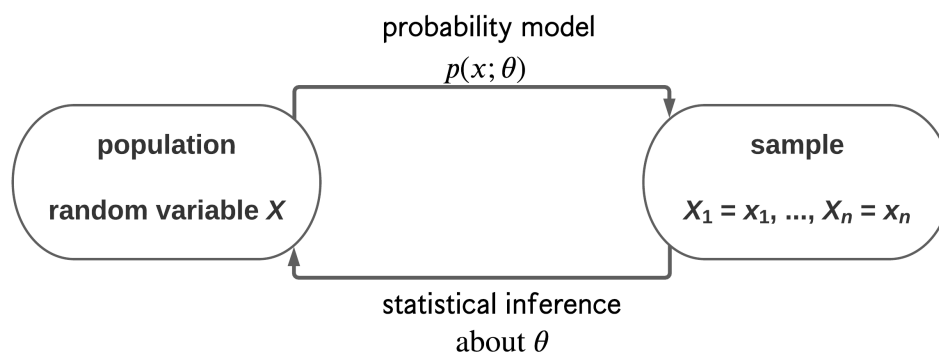 probability model
p(x; θ)
population
random variable X
sample
X₁ = x₁, ..., Xₙ = xₙ
statistical inference
about θ